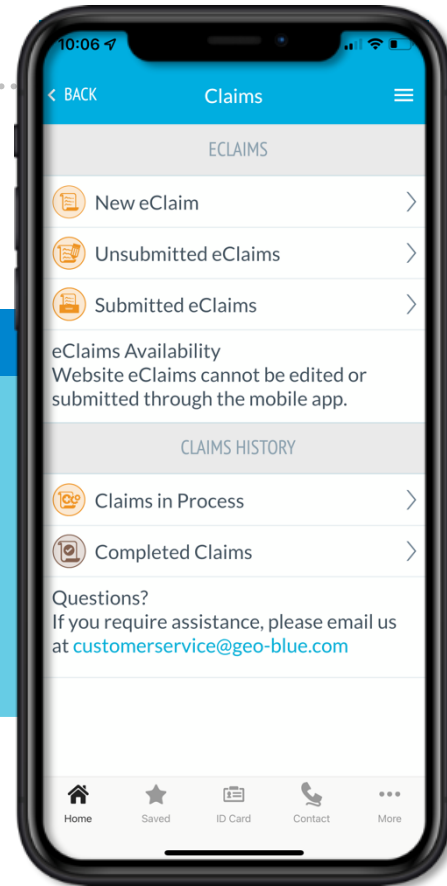 10:06
BACK
Claims
ECLAIMS
New eClaim
Unsubmitted eClaims
Submitted eClaims
eClaims Availability
Website eClaims cannot be edited or
submitted through the mobile app.
CLAIMS HISTORY
Claims in Process
Completed Claims
Questions?
If you require assistance, please email us
at customerservice@geo-blue.com
Home Saved ID Card Contact More